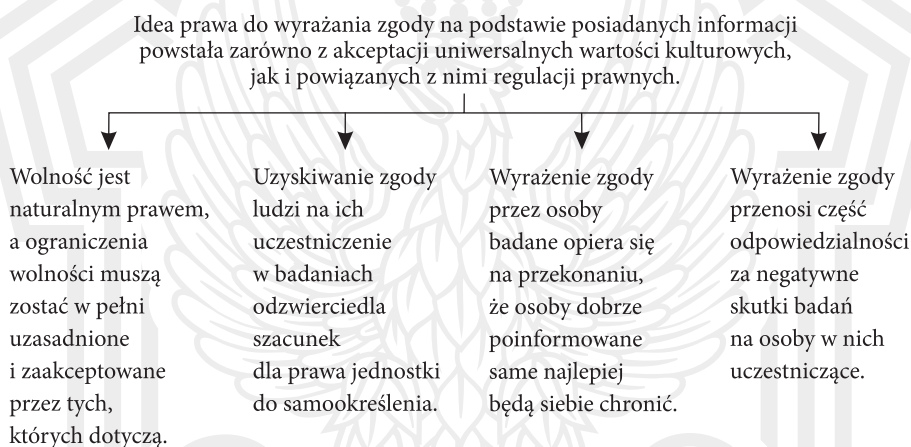 Idea prawa do wyrażania zgody na podstawie posiadanych informacji
powstała zarówno z akceptacji uniwersalnych wartości kulturowych,
jak i powiązanych z nimi regulacji prawnych.
Wolność jest
naturalnym prawem,
a ograniczenia
wolności muszą
zostać w pełni
uzasadnione
i zaakceptowane
przez tych,
których dotyczą.
Uzyskiwanie zgody
ludzi na ich
uczestniczenie
w badaniach
odzwierciedla
szacunek
dla prawa jednostki
do samookreślenia.
Wyrażenie zgody
przez osoby
badane opiera się
na przekonaniu,
że osoby dobrze
poinformowane
same najlepiej
będą siebie chronić.
Wyrażenie zgody
przenosi część
odpowiedzialności
za negatywne
skutki badań
na osoby w nich
uczestniczące.